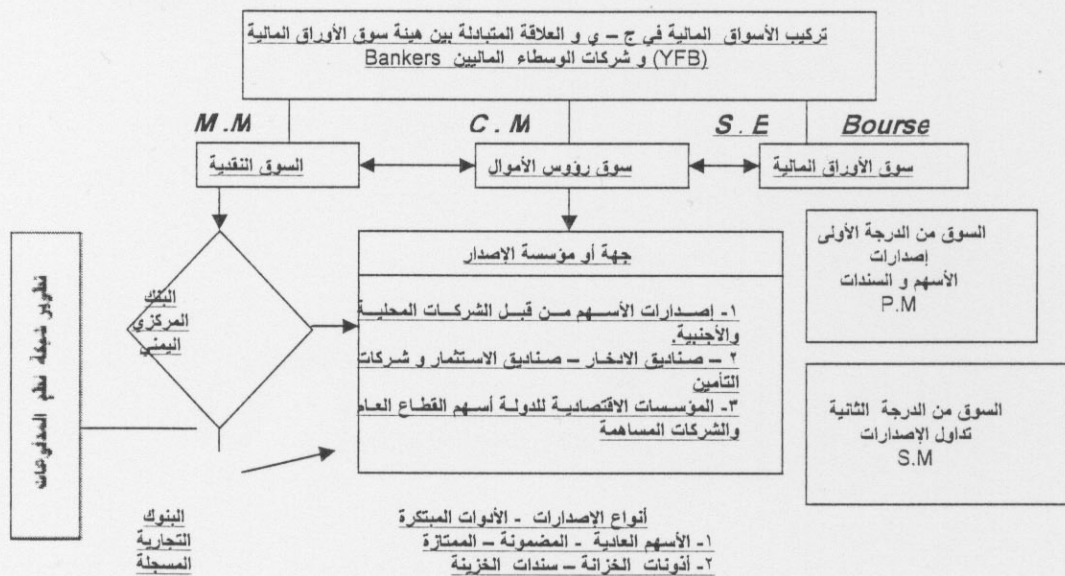 تركيب الأسواق المالية في ج – ي و العلاقة المتبادلة بين هيئة سوق الأوراق المالية
(YFB) و شركات الوسطاء الماليين Bankers
M.M
C.M
S.E
Bourse
السوق النقدية
سوق رؤوس الأموال
سوق الأوراق المالية
السوق من الدرجة الأولى
إصدارات
الأسهم و السندات
P.M
جهة أو مؤسسة الإصدار
١- إصدارات الأسهم من قبل الشركات المحلية
والأجنبية.
٢ – صناديق الادخار – صناديق الاستثمار و شركات
التأمين
٣- المؤسسات الاقتصادية للدولة أسهم القطاع العام
والشركات المساهمة
البنك
المركزي
اليمني
تطوير شبكة نظم المدفوعات
السوق من الدرجة الثانية
تداول الإصدارات
S.M
البنوك
التجارية
المسجلة
أنواع الإصدارات - الأدوات المبتكرة
١- الأسهم العادية - المضمونة – الممتازة
٢- أذونات الخزانة – سندات الخزينة